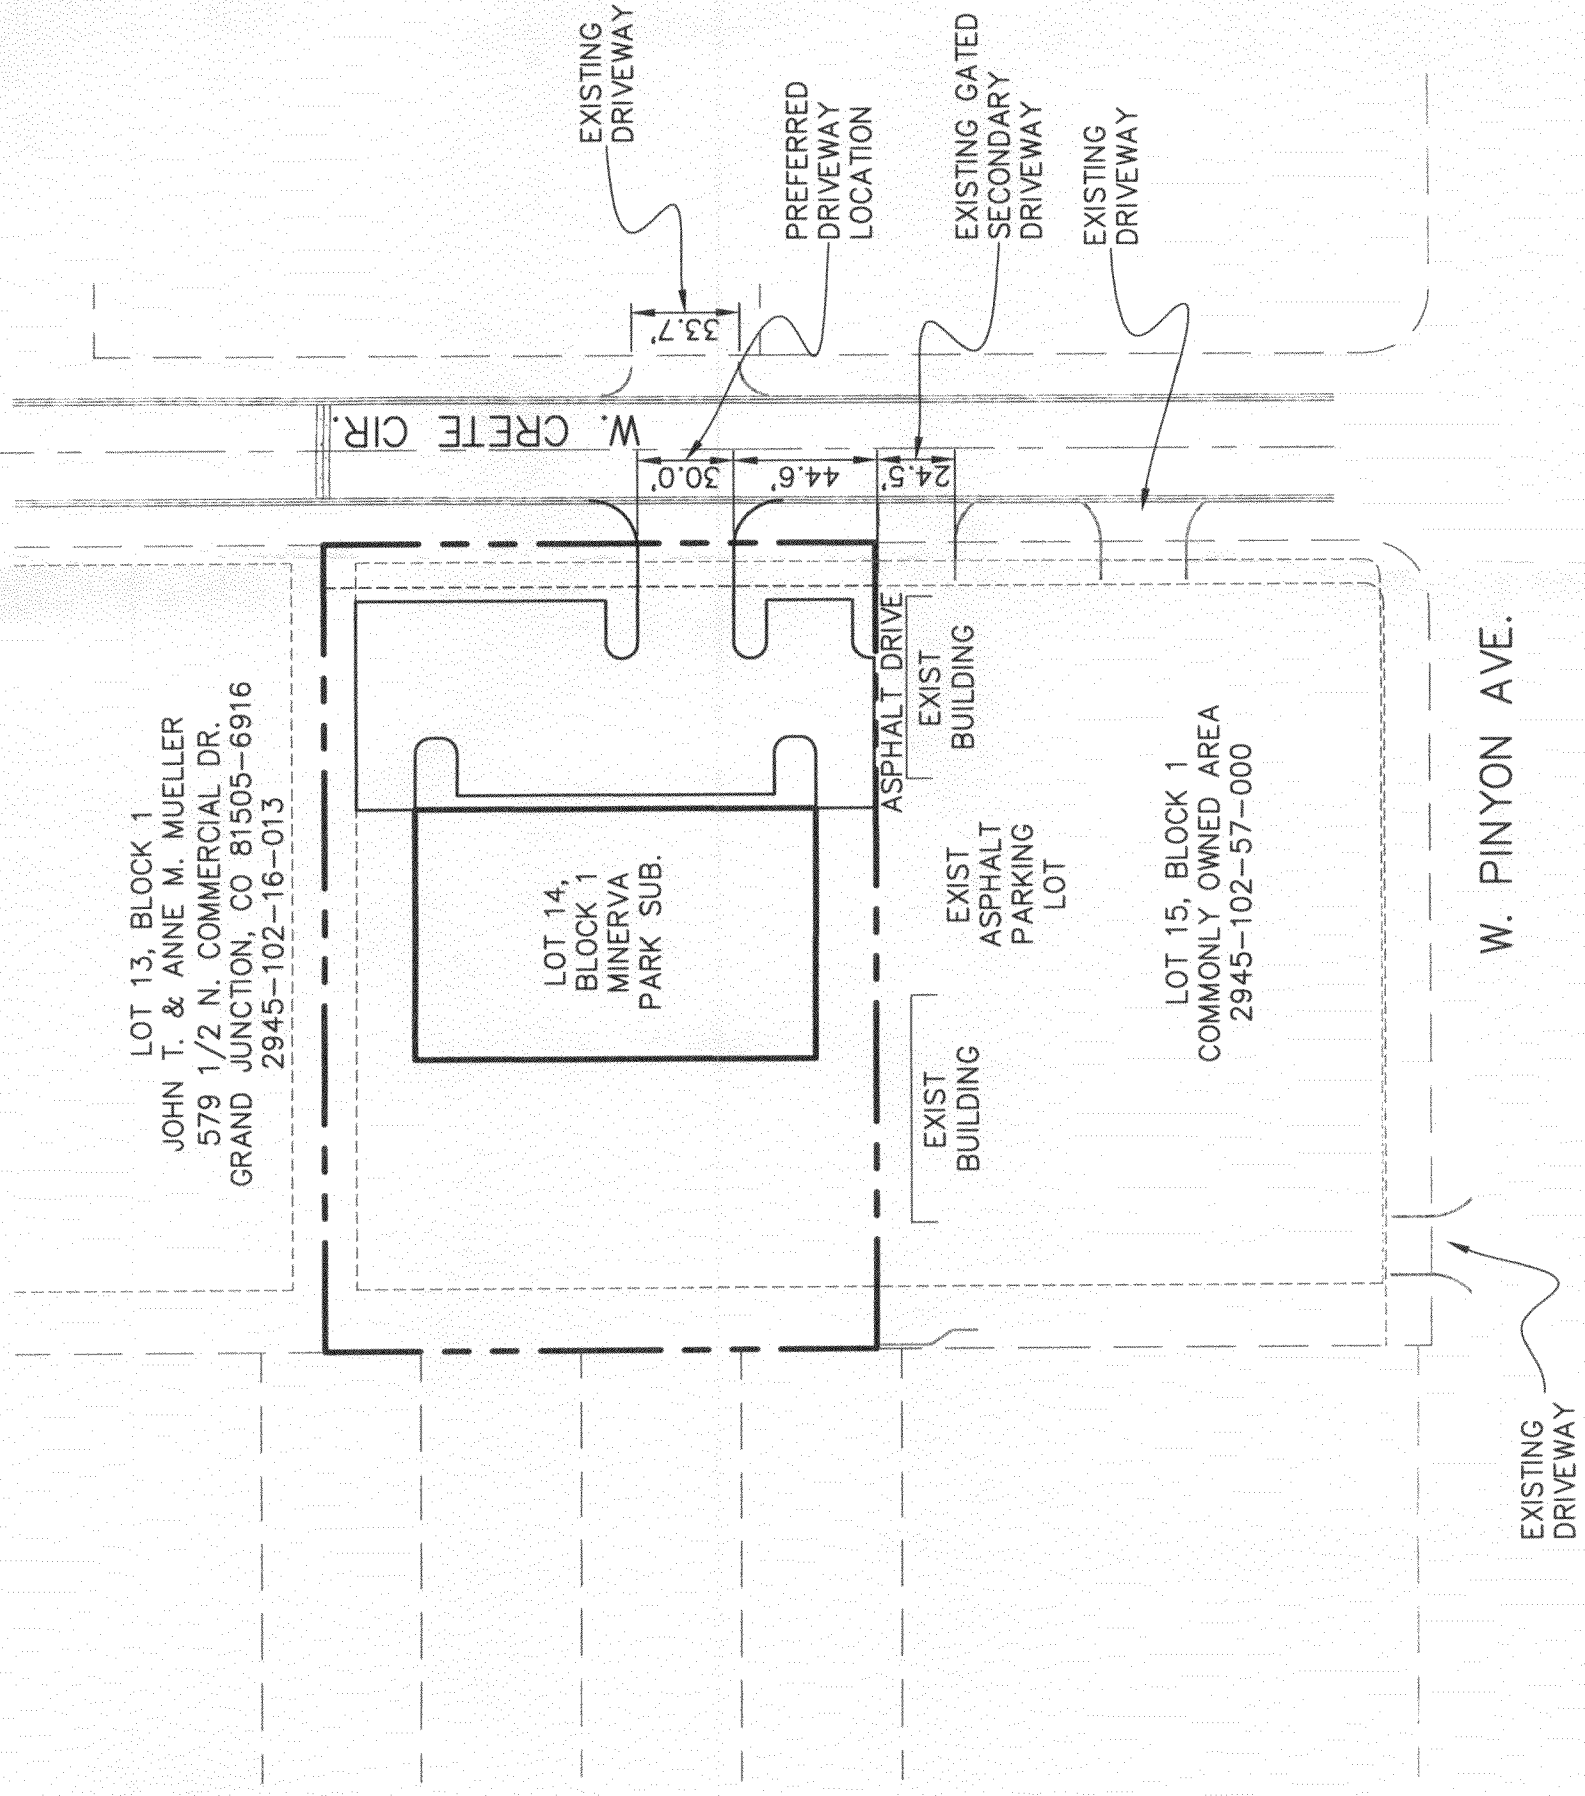 EXISTING
DRIVEWAY
PREFERRED
DRIVEWAY
LOCATION
EXISTING GATED
SECONDARY
DRIVEWAY
EXISTING
DRIVEWAY
33.7'
W. CRETE CIR.
30.0'
44.6'
24.5'
LOT 13, BLOCK 1
JOHN T. & ANNE M. MUELLER
579 1/2 N. COMMERCIAL DR.
GRAND JUNCTION, CO 81505-6916
2945-102-16-013
LOT 14,
BLOCK 1
MINERVA
PARK SUB.
ASPHALT DRIVE
EXIST
BUILDING
EXIST
ASPHALT
PARKING
LOT
EXIST
BUILDING
LOT 15, BLOCK 1
COMMONLY OWNED AREA
2945-102-57-000
W. PINYON AVE.
EXISTING
DRIVEWAY